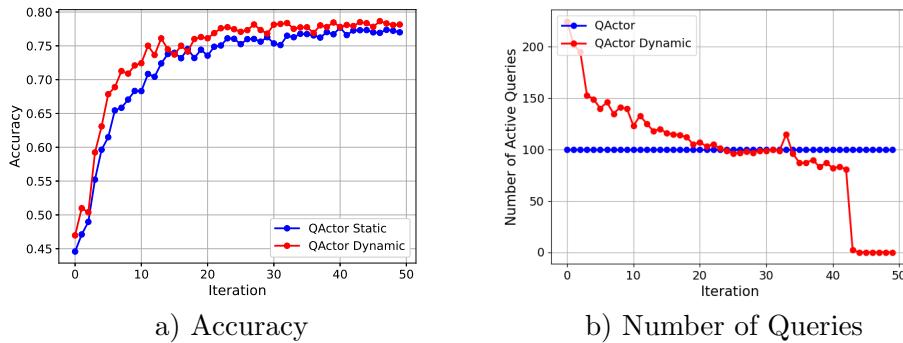 0.80
0.75
0.70
0.65
0.60
0.55
0.50
0.45
Accuracy
QActor Static
QActor Dynamic
0 10 20 30 40 50
Iteration
a) Accuracy
200
150
100
50
0
Number of Active Queries
QActor
QActor Dynamic
0 10 20 30 40 50
Iteration
b) Number of Queries